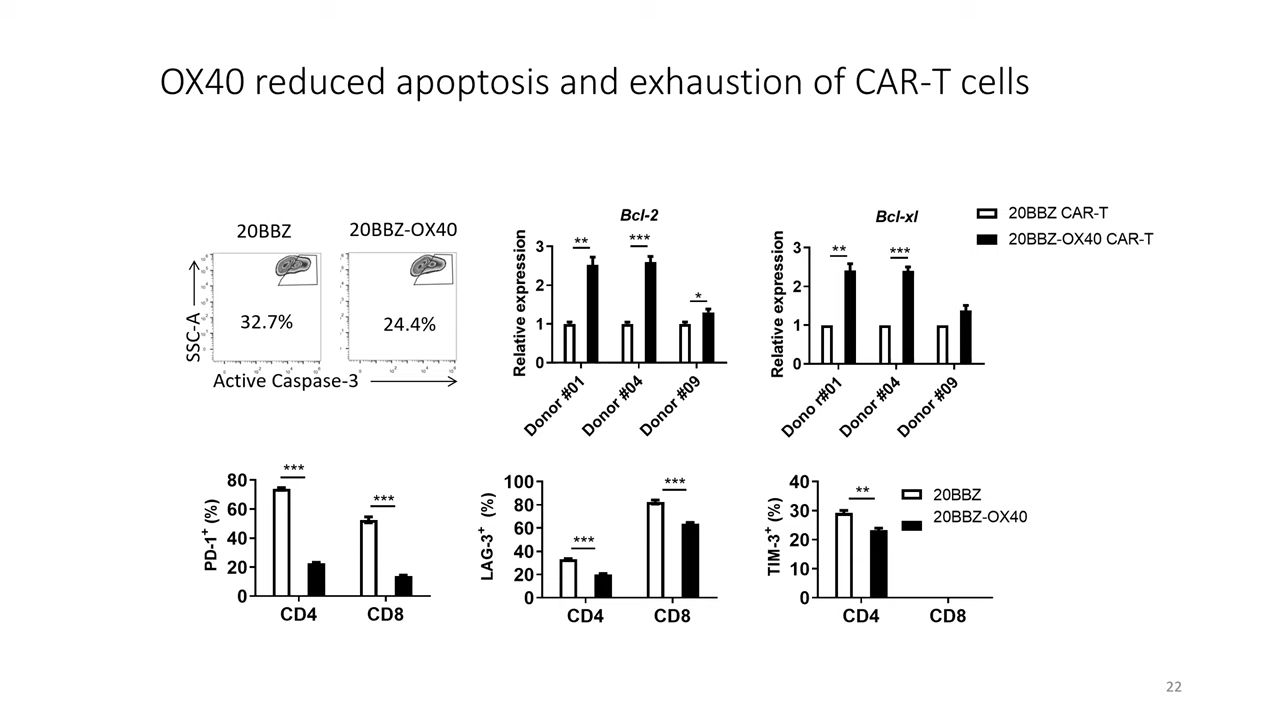 OX40 reduced apoptosis and exhaustion of CAR-T cells
20BBZ
20BBZ-OX40
SSC-A
32.7%
24.4%
Active Caspase-3
Bcl-2
Relative expression
3
2
1
0
**
***
*
Donor #01
Donor #04
Donor #09
Bcl-xl
Relative expression
3
2
1
0
**
***
Dono r#01
Donor #04
Donor #09
20BBZ CAR-T
20BBZ-OX40 CAR-T
PD-1+ (%)
80
60
40
20
0
***
***
CD4
CD8
LAG-3+ (%)
100
80
60
40
20
0
***
***
CD4
CD8
TIM-3+ (%)
40
30
20
10
0
**
CD4
CD8
20BBZ
20BBZ-OX40
22